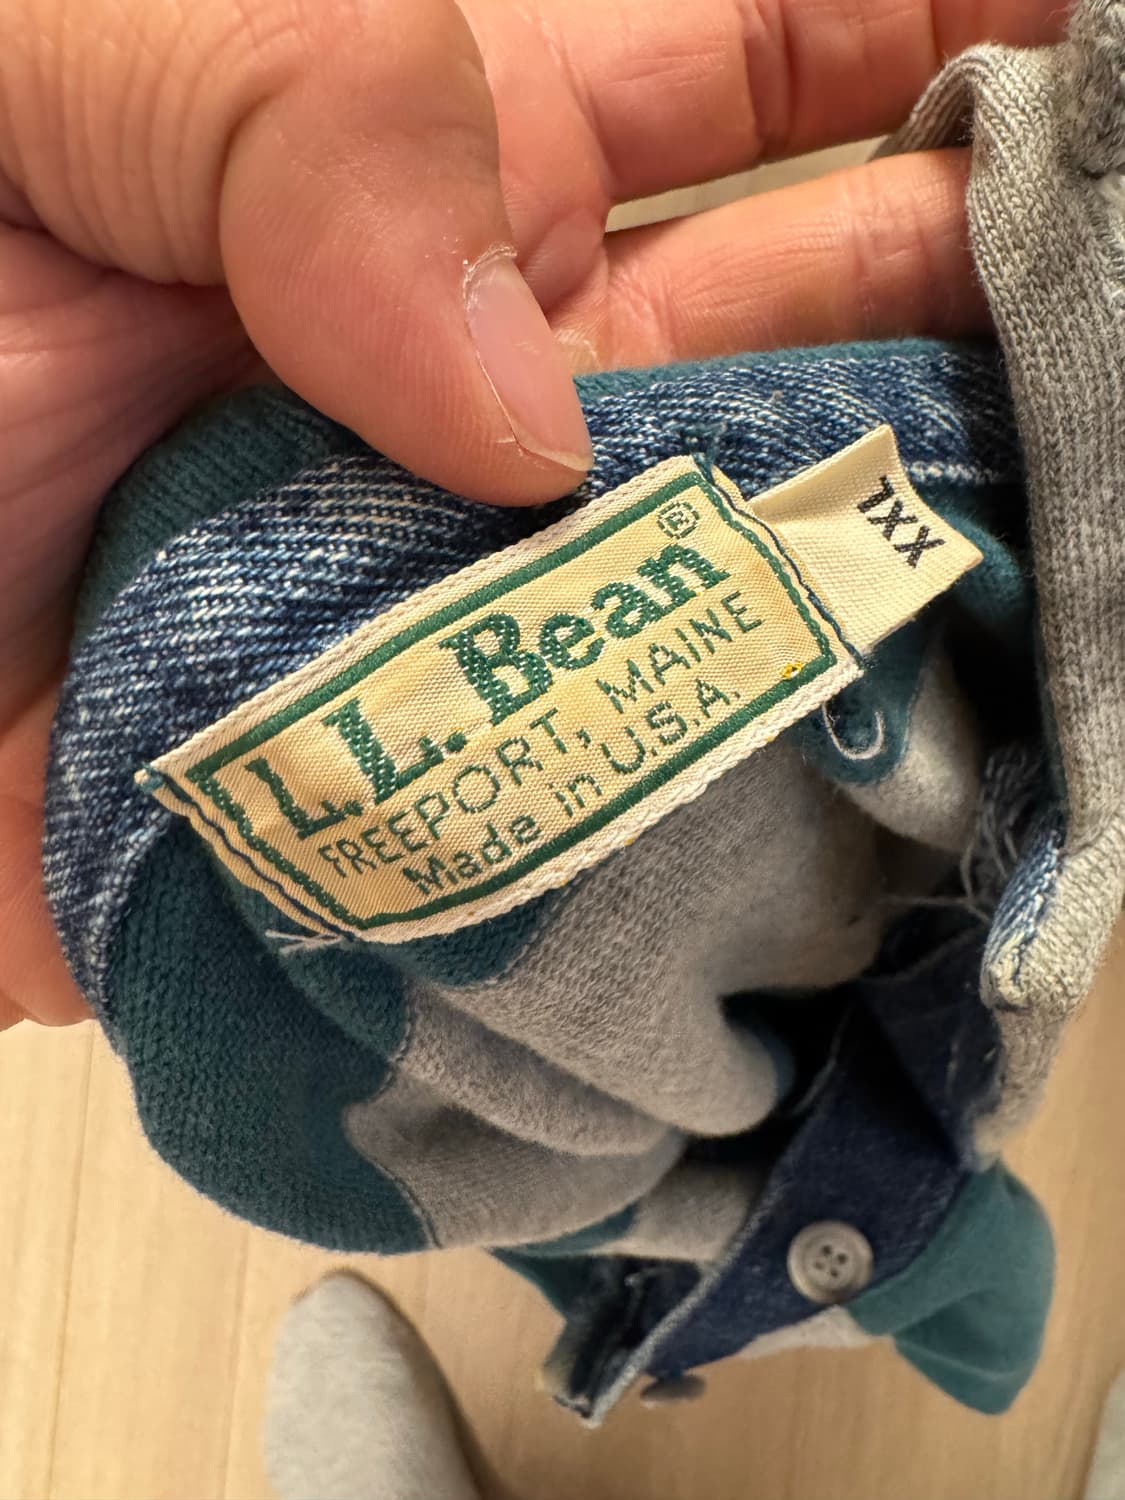 L.L.Bean®
FREEPORT, MAINE
Made in U.S.A.
XXL